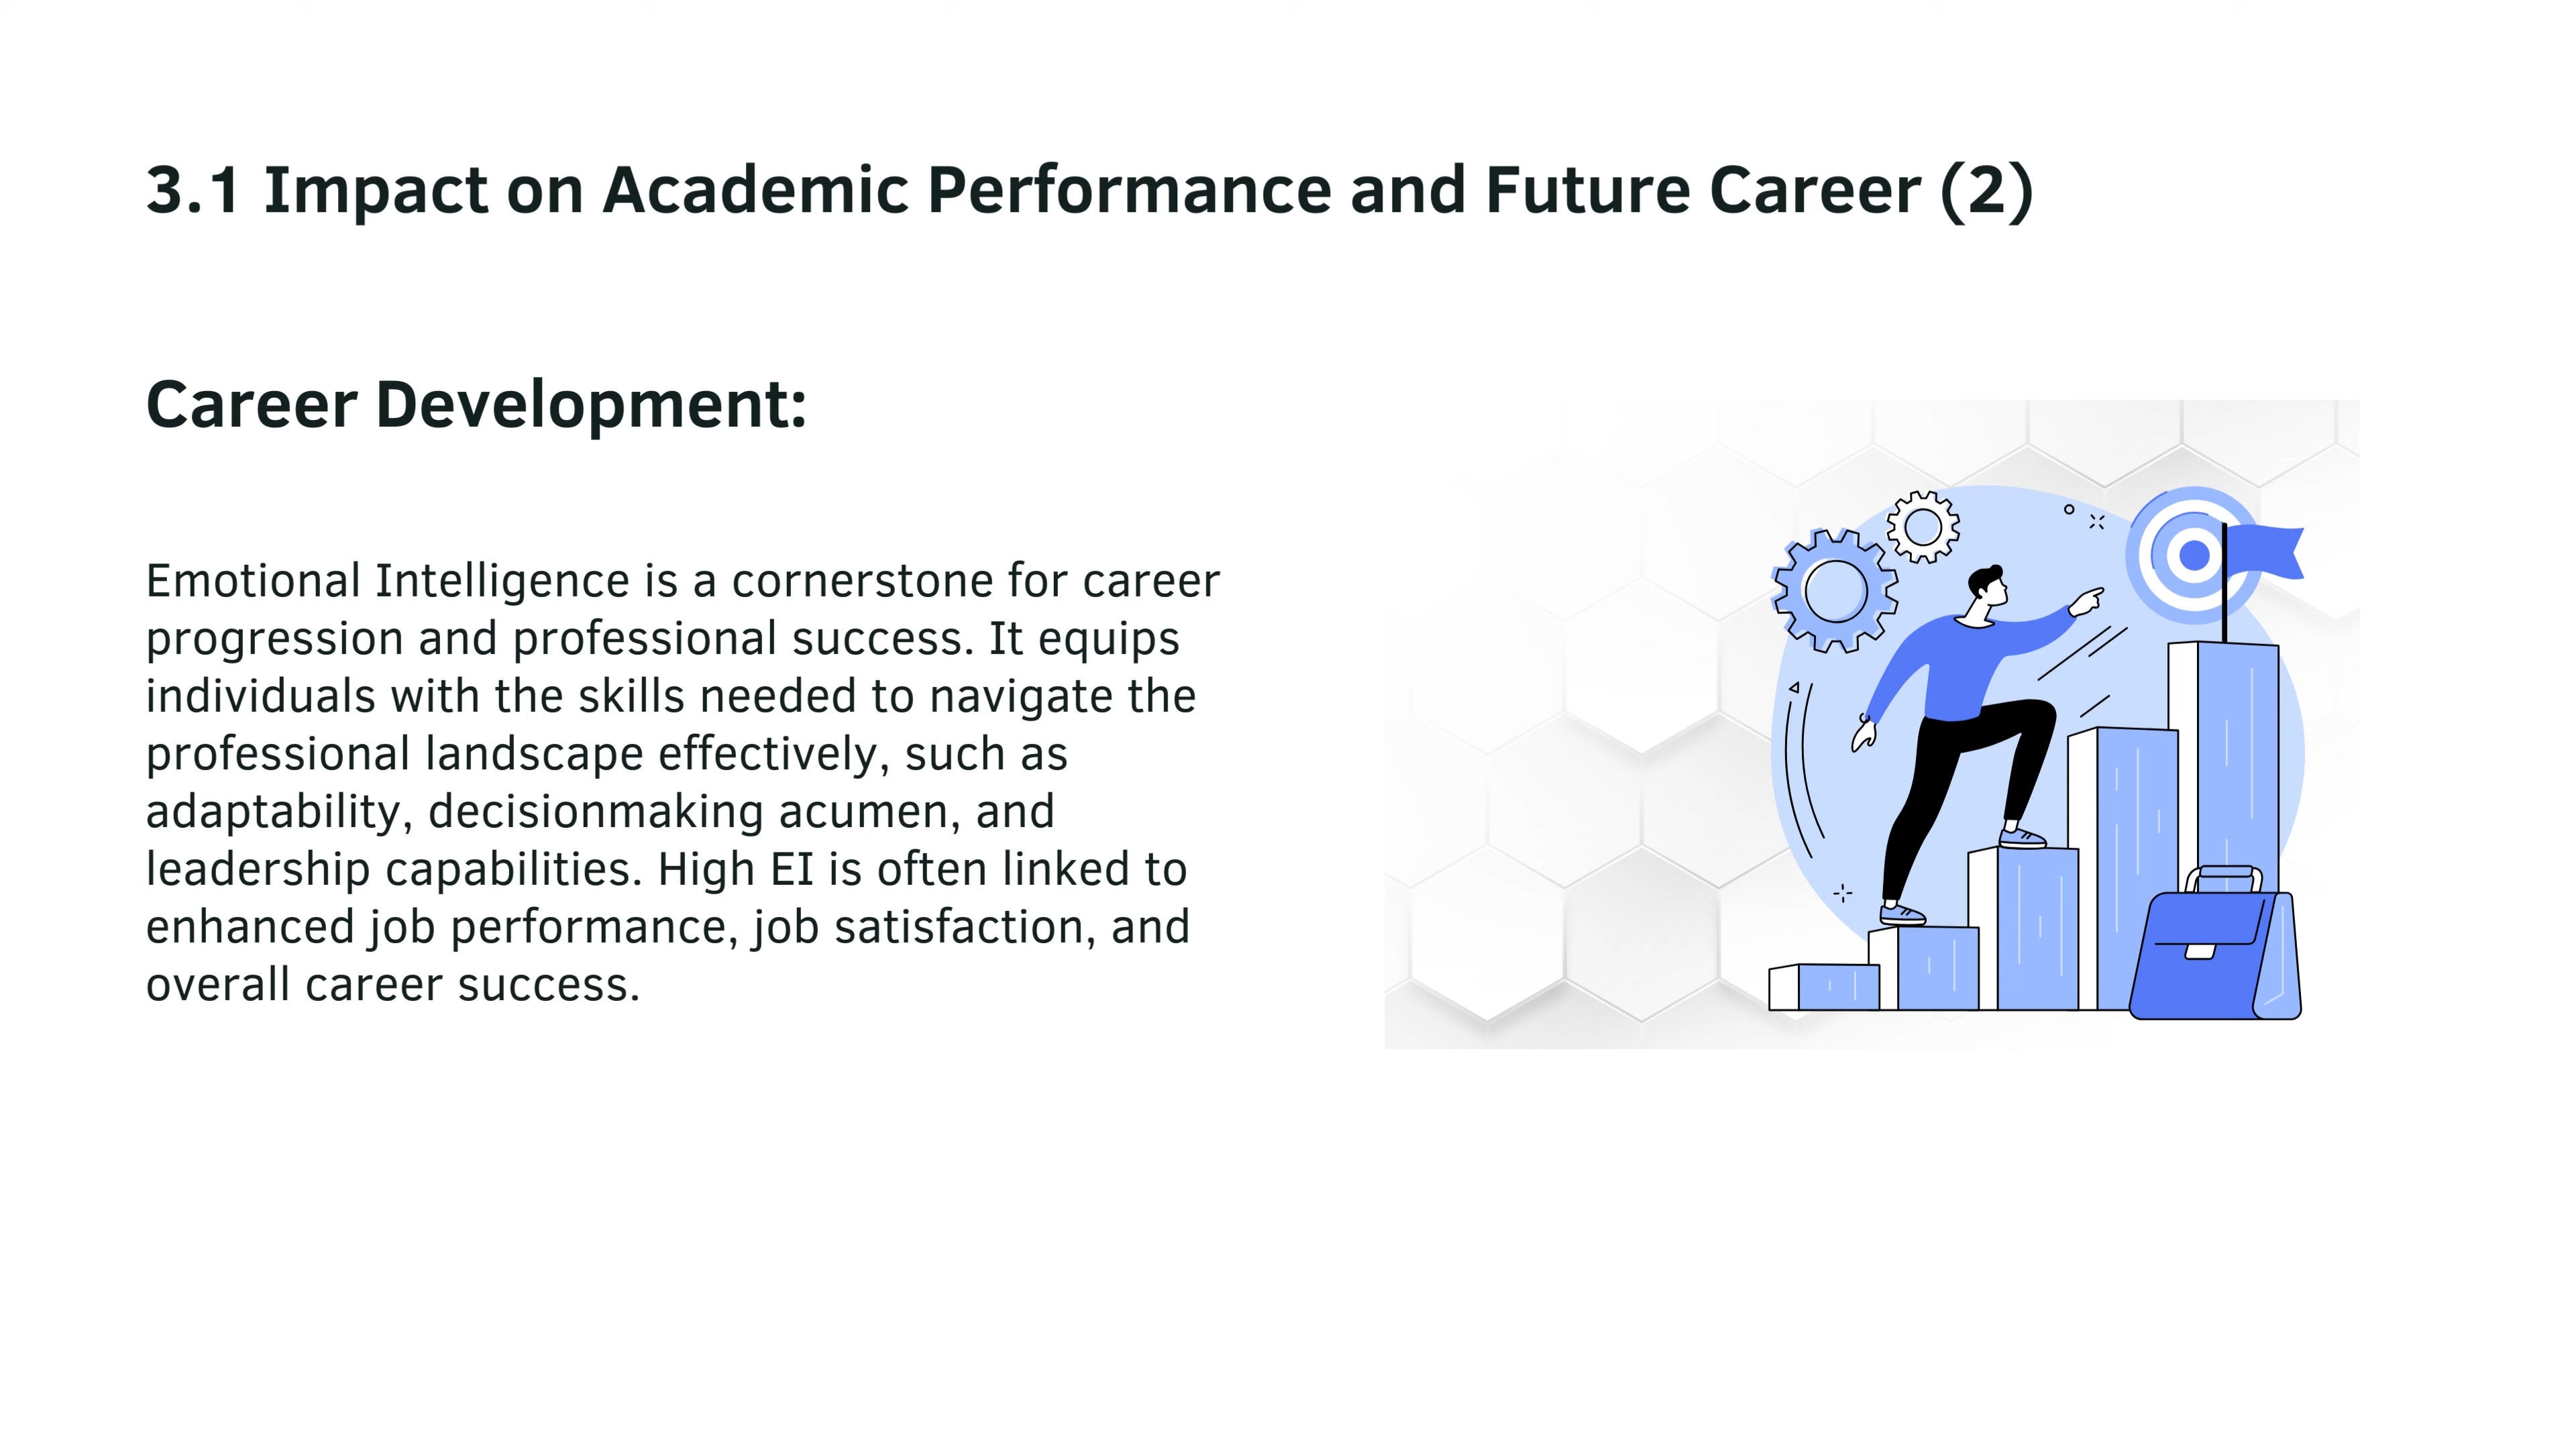 3.1 Impact on Academic Performance and Future Career (2)
Career Development:
Emotional Intelligence is a cornerstone for career
progression and professional success. It equips
individuals with the skills needed to navigate the
professional landscape effectively, such as
adaptability, decisionmaking acumen, and
leadership capabilities. High EI is often linked to
enhanced job performance, job satisfaction, and
overall career success.